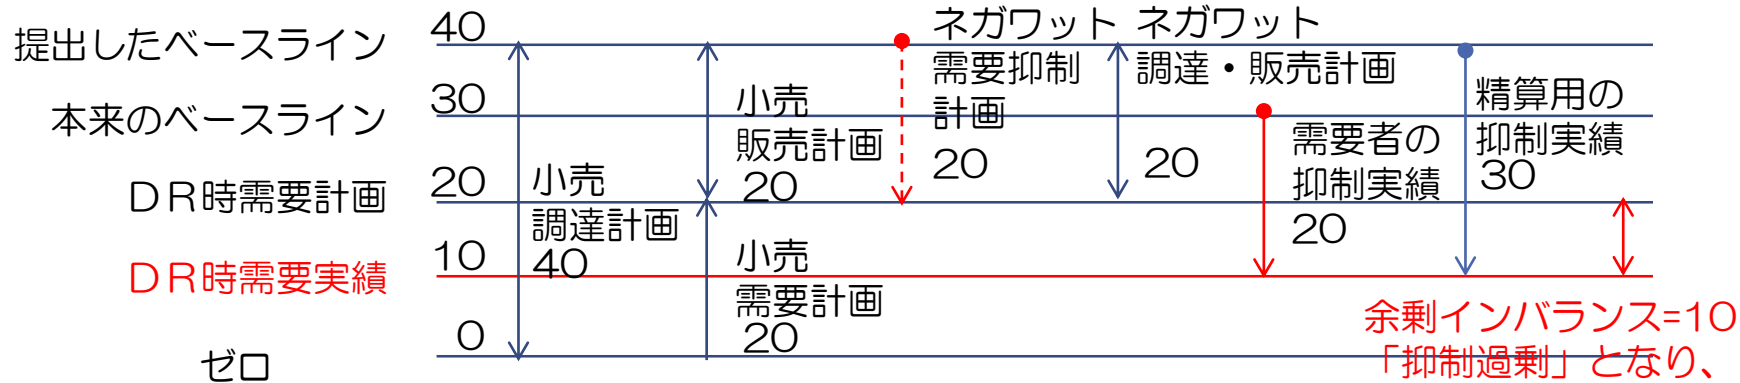 提出したベースライン
40
本来のベースライン
30
ＤＲ時需要計画
20
ＤＲ時需要実績
10
ゼロ
0
小売
調達計画
40
小売
販売計画
20
小売
需要計画
20
ネガワット
需要抑制
計画
20
ネガワット
調達・販売計画
20
需要者の
抑制実績
20
精算用の
抑制実績
30
余剰インバランス=10
「抑制過剰」となり、